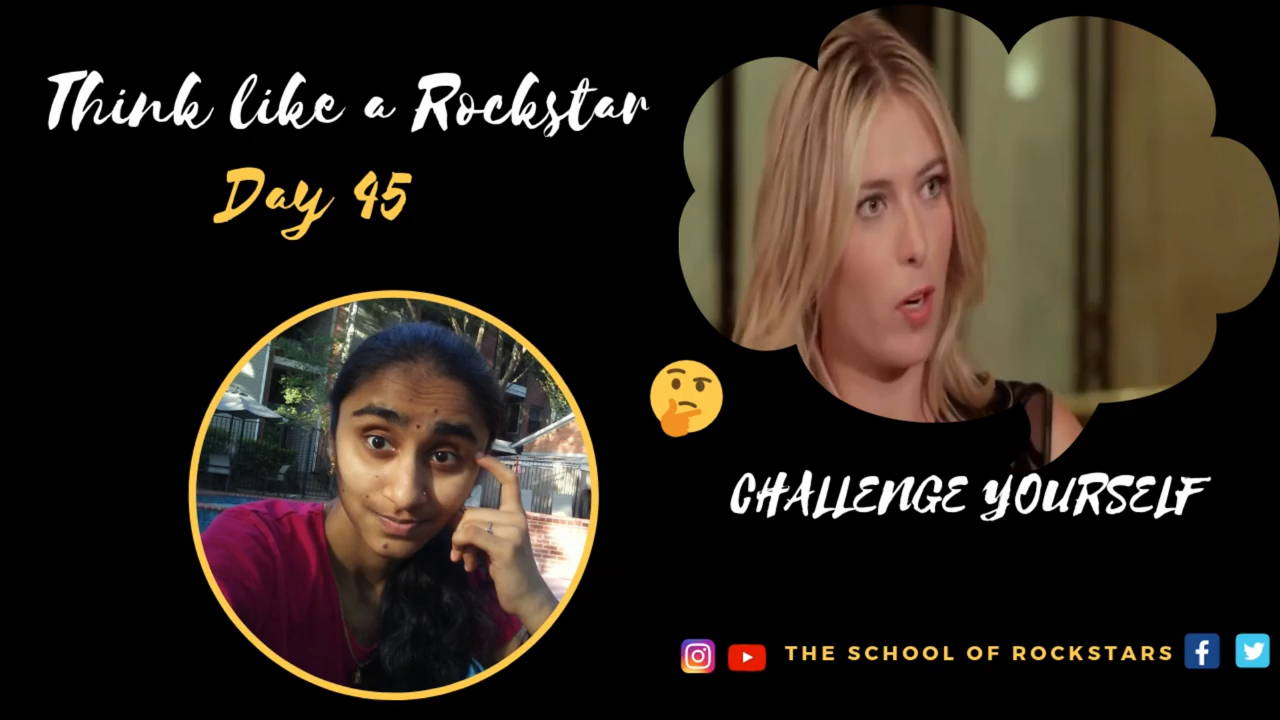 Think like a Rockstar
Day 45
CHALLENGE YOURSELF
THE SCHOOL OF ROCKSTARS